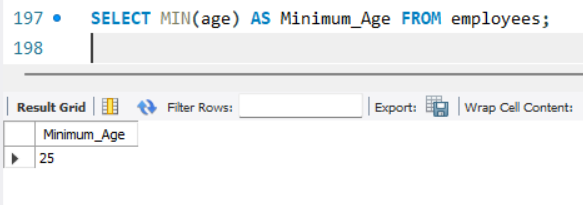 197 SELECT MIN(age) AS Minimum_Age FROM employees;
198
Result Grid Filter Rows: Export: Wrap Cell Content:
Minimum_Age
25